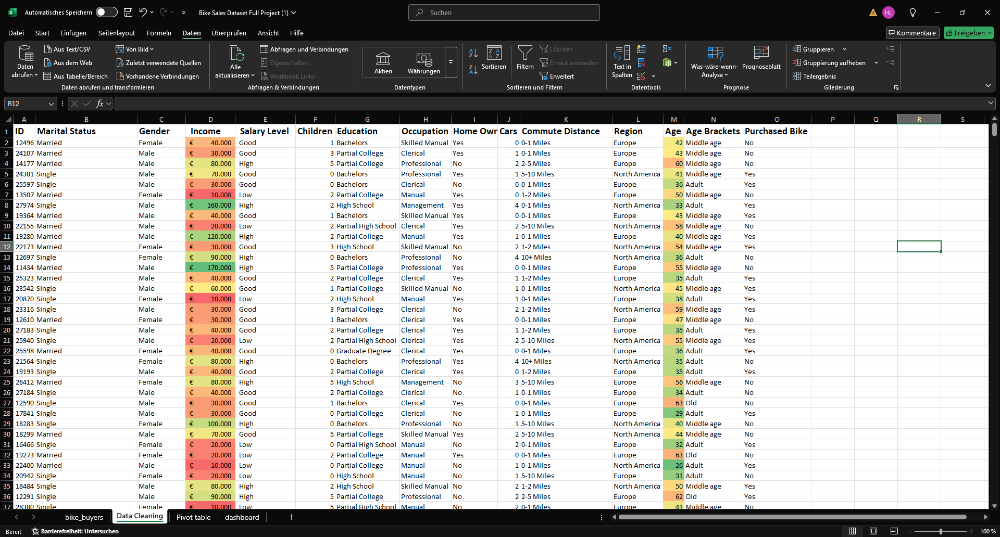 Automatisches Speichern Bike Sales Dataset Full Project (1) Suchen HL
Datei Start Einfügen Seitenlayout Formeln Daten Überprüfen Ansicht Hilfe Kommentare Freigeben
Daten abrufen Aus Text/CSV Aus dem Web Aus Tabelle/Bereich Von Bild Zuletzt verwendete Quellen Vorhandene Verbindungen
Daten abrufen und transformieren
Alle aktualisieren Abfragen und Verbindungen Eigenschaften Workbook Links
Abfragen & Verbindungen
Aktien Währungen
Datentypen
Sortieren Filtern Löschen Erneut anwenden Erweitert
Sortieren und Filtern
Text in Spalten
Datentools
Was-wäre-wenn-Analyse Prognoseblatt
Prognose
Gruppieren Gruppierung aufheben Teilergebnis
Gliederung
R12 fx
A B C D E F G H I J K L M N O P Q R S
1 ID Marital Status Gender Income Salary Level Children Education Occupation Home Own Cars Commute Distance Region Age Age Brackets Purchased Bike
2 12496 Married Female € 40.000 Good 1 Bachelors Skilled Manual Yes 0 0-1 Miles Europe 42 Middle age No
3 24107 Married Male € 30.000 Good 3 Partial College Clerical Yes 1 0-1 Miles Europe 43 Middle age No
4 14177 Married Male € 80.000 High 5 Partial College Professional No 2 2-5 Miles Europe 60 Middle age No
5 24381 Single Male € 70.000 Good 0 Bachelors Professional Yes 1 5-10 Miles North America 41 Middle age Yes
6 25597 Single Male € 30.000 Good 0 Bachelors Clerical No 0 0-1 Miles Europe 36 Adult Yes
7 13507 Married Female € 10.000 Low 2 Partial College Manual Yes 0 1-2 Miles Europe 50 Middle age No
8 27974 Single Male € 160.000 High 2 High School Management Yes 4 0-1 Miles North America 33 Adult Yes
9 19364 Married Male € 40.000 Good 1 Bachelors Skilled Manual Yes 0 0-1 Miles Europe 43 Middle age Yes
10 22155 Married Male € 20.000 Low 2 Partial High School Clerical Yes 2 5-10 Miles North America 58 Middle age No
11 19280 Married Male € 120.000 High 2 Partial College Manual Yes 1 0-1 Miles Europe 40 Middle age Yes
12 22173 Married Female € 30.000 Good 3 High School Skilled Manual No 2 1-2 Miles North America 54 Middle age Yes
13 12697 Single Female € 90.000 High 0 Bachelors Professional No 4 10+ Miles North America 36 Adult No
14 11434 Married Male € 170.000 High 5 Partial College Professional Yes 0 0-1 Miles Europe 55 Middle age No
15 25323 Married Male € 40.000 Good 2 Partial College Clerical Yes 1 1-2 Miles Europe 35 Adult Yes
16 23542 Single Male € 60.000 Good 1 Partial College Skilled Manual No 1 0-1 Miles North America 45 Middle age Yes
17 20870 Single Female € 10.000 Low 2 High School Manual Yes 1 0-1 Miles Europe 38 Adult Yes
18 23316 Single Male € 30.000 Good 3 Partial College Clerical No 2 1-2 Miles North America 59 Middle age Yes
19 12610 Married Female € 30.000 Good 1 Bachelors Clerical Yes 0 0-1 Miles Europe 47 Middle age No
20 27183 Single Male € 40.000 Good 2 Partial College Clerical Yes 1 1-2 Miles Europe 35 Adult Yes
21 25940 Single Male € 20.000 Low 2 Partial High School Clerical Yes 2 5-10 Miles North America 55 Middle age Yes
22 25598 Married Female € 40.000 Good 0 Graduate Degree Clerical Yes 0 0-1 Miles Europe 36 Adult Yes
23 21564 Single Female € 80.000 High 0 Bachelors Professional Yes 4 10+ Miles North America 35 Adult No
24 19193 Single Male € 40.000 Good 2 Partial College Clerical Yes 0 1-2 Miles Europe 35 Adult Yes
25 26412 Married Female € 80.000 High 5 High School Management No 3 5-10 Miles Europe 56 Middle age No
26 27184 Single Male € 40.000 Good 2 Partial College Clerical No 1 0-1 Miles Europe 34 Adult No
27 12590 Single Male € 30.000 Good 1 Bachelors Clerical Yes 0 0-1 Miles Europe 63 Old No
28 17841 Single Male € 30.000 Good 0 Partial College Clerical No 1 0-1 Miles Europe 29 Adult Yes
29 18283 Single Female € 100.000 High 0 Bachelors Professional No 1 5-10 Miles North America 40 Middle age No
30 18299 Married Male € 70.000 Good 5 Partial College Skilled Manual Yes 2 5-10 Miles North America 44 Middle age No
31 16466 Single Female € 20.000 Low 0 Partial High School Manual No 2 0-1 Miles Europe 32 Adult Yes
32 19273 Married Female € 20.000 Low 2 Partial College Manual Yes 0 0-1 Miles Europe 63 Old No
33 22400 Married Male € 10.000 Low 0 Partial College Manual No 1 0-1 Miles North America 26 Adult Yes
34 20942 Single Female € 20.000 Low 0 High School Manual No 1 5-10 Miles Europe 31 Adult No
35 18484 Single Male € 80.000 High 2 High School Skilled Manual No 2 1-2 Miles North America 50 Middle age Yes
36 12291 Single Male € 90.000 High 5 Partial College Professional No 2 2-5 Miles Europe 62 Old Yes
37 28380 Single Female € 10.000 Low 5 Partial High School Manual No 2 0-1 Miles Europe 41 Middle age No
bike_buyers Data Cleaning Pivot table dashboard
Bereit Barrierefreiheit: Untersuchen 100 %